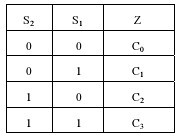 S₂ S₁ Z
0 0 C₀
0 1 C₁
1 0 C₂
1 1 C₃